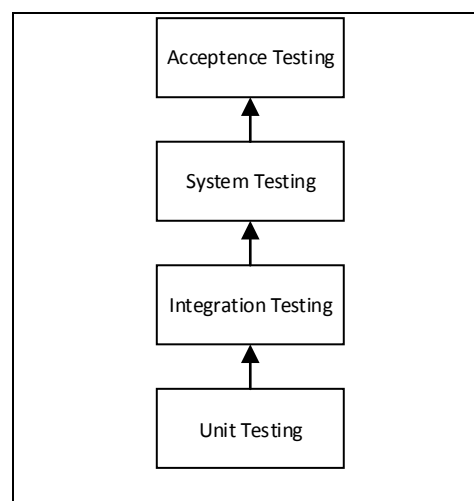 Acceptence Testing
System Testing
Integration Testing
Unit Testing